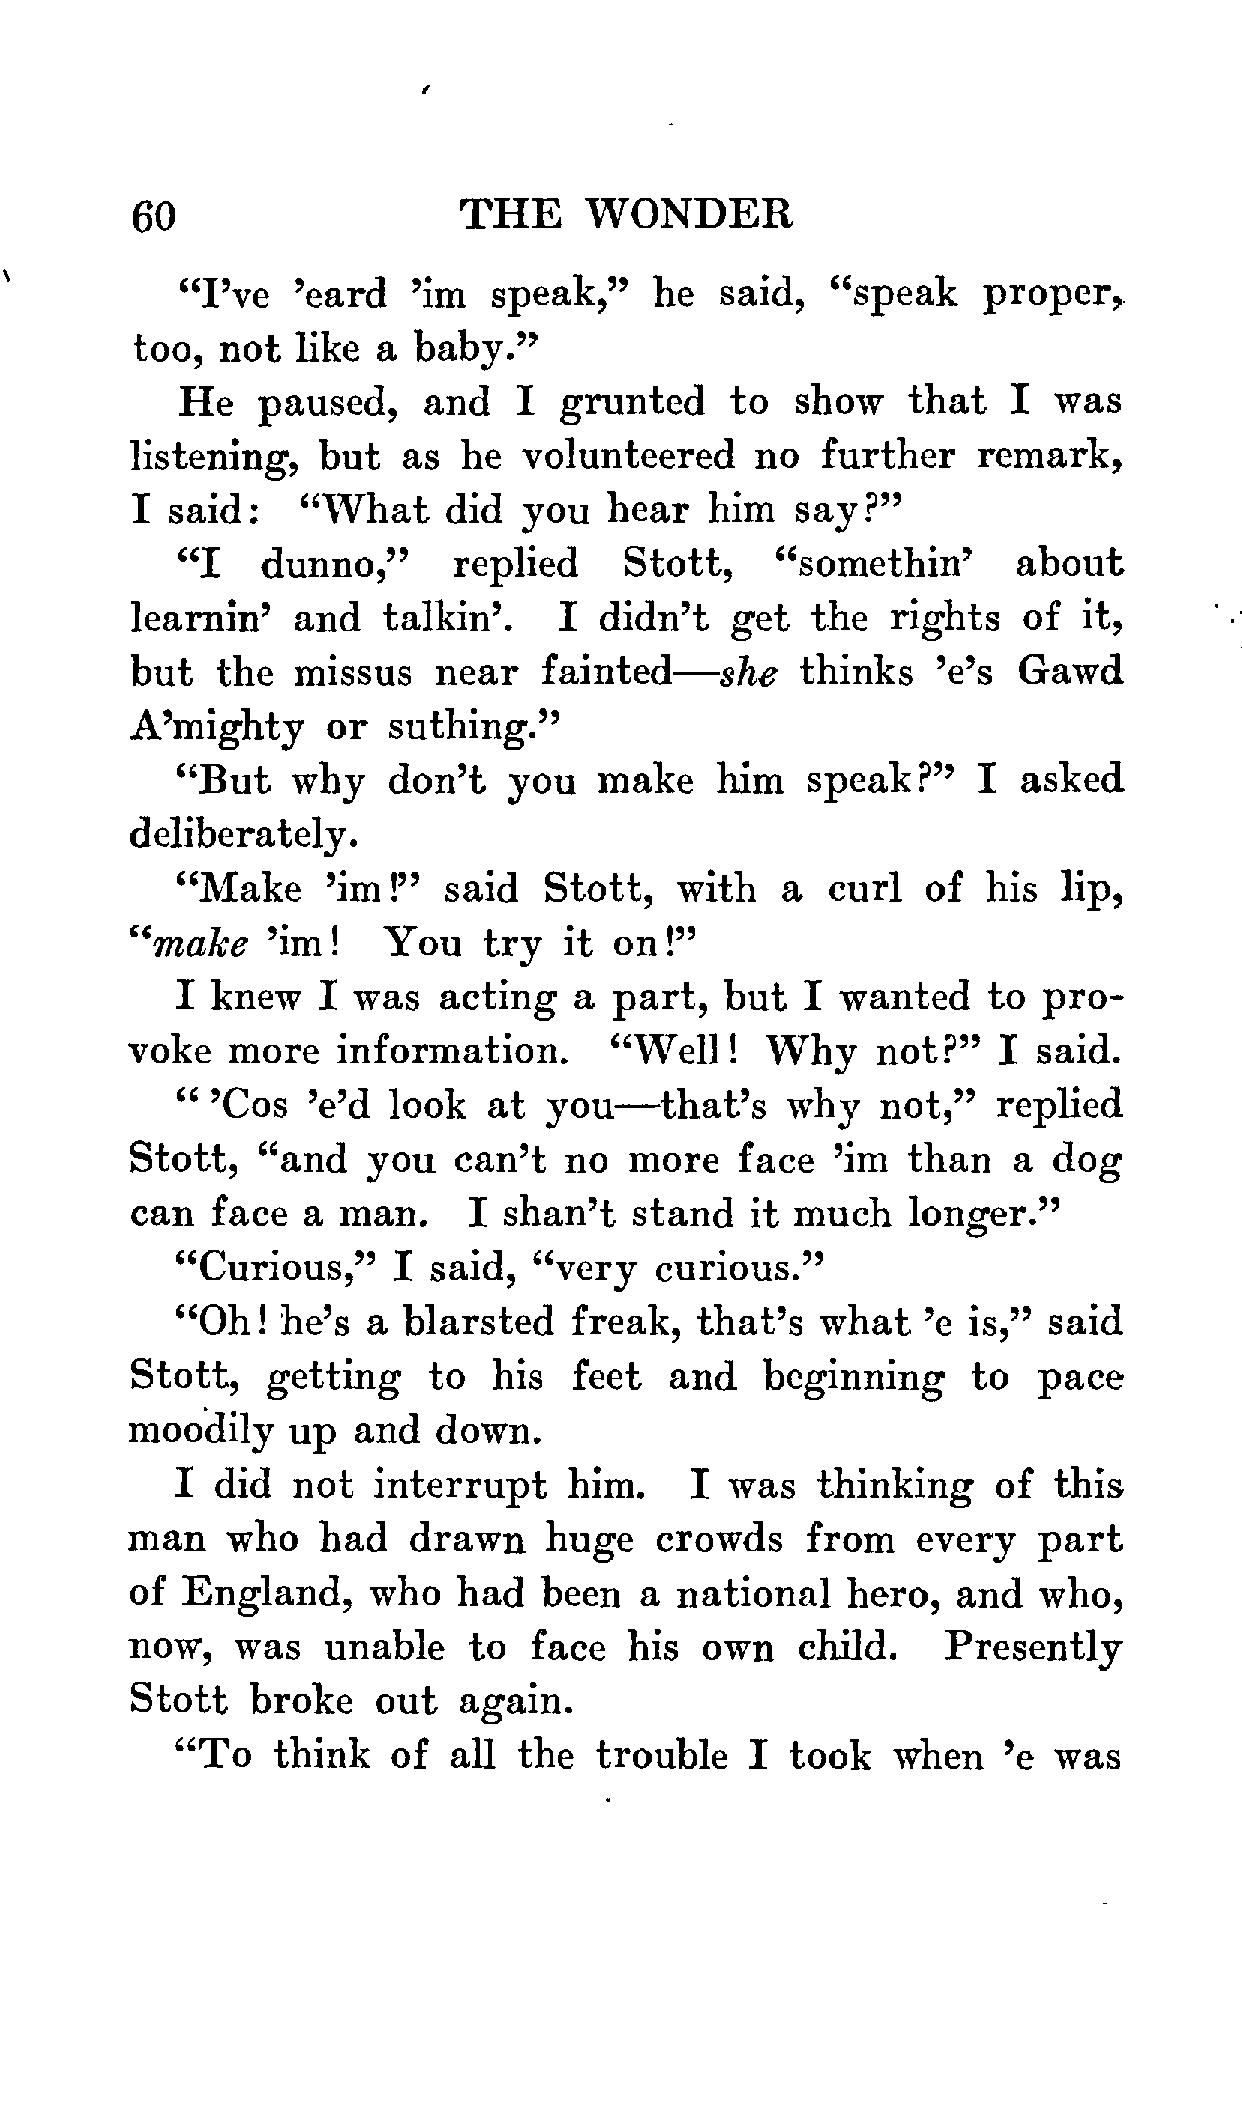 60 THE WONDER
“I’ve ’eard ’im speak,” he said, “speak proper,
too, not like a baby.”
He paused, and I grunted to show that I was
listening, but as he volunteered no further remark,
I said: “What did you hear him say?”
“I dunno,” replied Stott, “somethin’ about
learnin’ and talkin’. I didn’t get the rights of it,
but the missus near fainted—she thinks ’e’s Gawd
A’mighty or suthing.”
“But why don’t you make him speak?” I asked
deliberately.
“Make ’im!” said Stott, with a curl of his lip,
“make ’im! You try it on!”
I knew I was acting a part, but I wanted to pro-
voke more information. “Well! Why not?” I said.
“ ’Cos ’e’d look at you—that’s why not,” replied
Stott, “and you can’t no more face ’im than a dog
can face a man. I shan’t stand it much longer.”
“Curious,” I said, “very curious.”
“Oh! he’s a blarsted freak, that’s what ’e is,” said
Stott, getting to his feet and beginning to pace
moodily up and down.
I did not interrupt him. I was thinking of this
man who had drawn huge crowds from every part
of England, who had been a national hero, and who,
now, was unable to face his own child. Presently
Stott broke out again.
“To think of all the trouble I took when ’e was